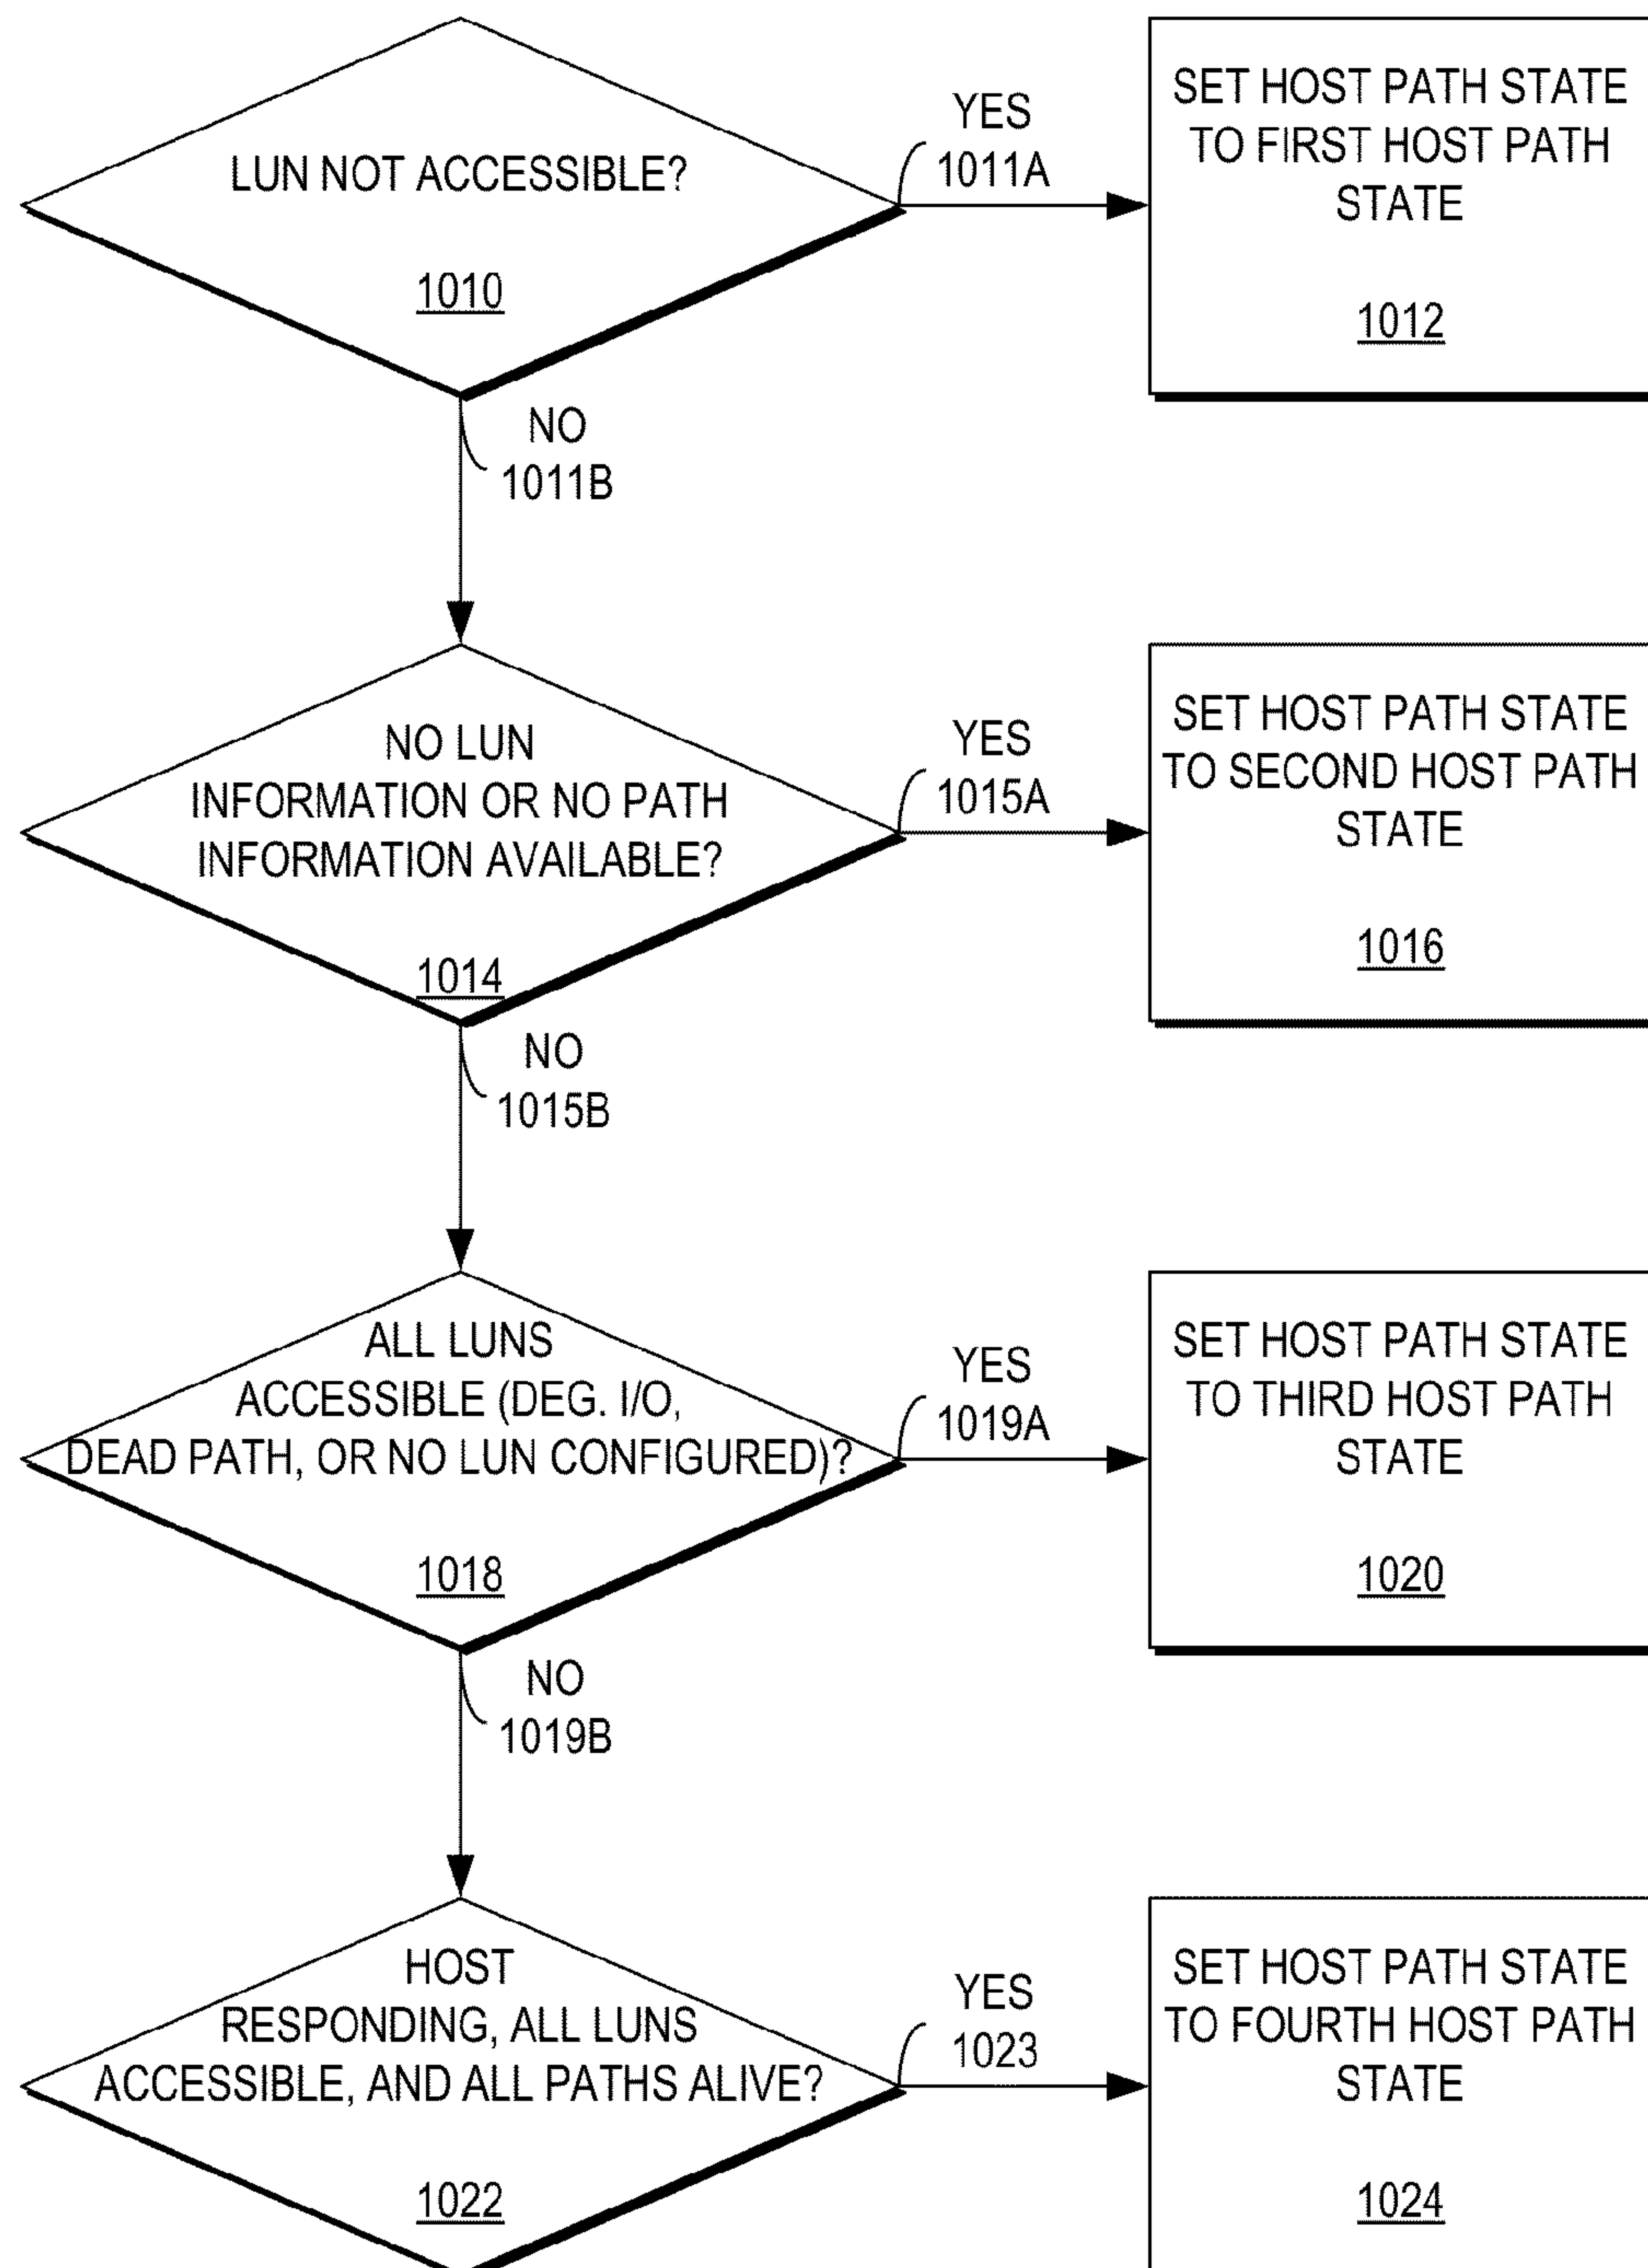 LUN NOT ACCESSIBLE?
1010
YES
1011A
SET HOST PATH STATE
TO FIRST HOST PATH
STATE
1012
NO
1011B
NO LUN
INFORMATION OR NO PATH
INFORMATION AVAILABLE?
1014
YES
1015A
SET HOST PATH STATE
TO SECOND HOST PATH
STATE
1016
NO
1015B
ALL LUNS
ACCESSIBLE (DEG. I/O,
DEAD PATH, OR NO LUN CONFIGURED)?
1018
YES
1019A
SET HOST PATH STATE
TO THIRD HOST PATH
STATE
1020
NO
1019B
HOST
RESPONDING, ALL LUNS
ACCESSIBLE, AND ALL PATHS ALIVE?
1022
YES
1023
SET HOST PATH STATE
TO FOURTH HOST PATH
STATE
1024